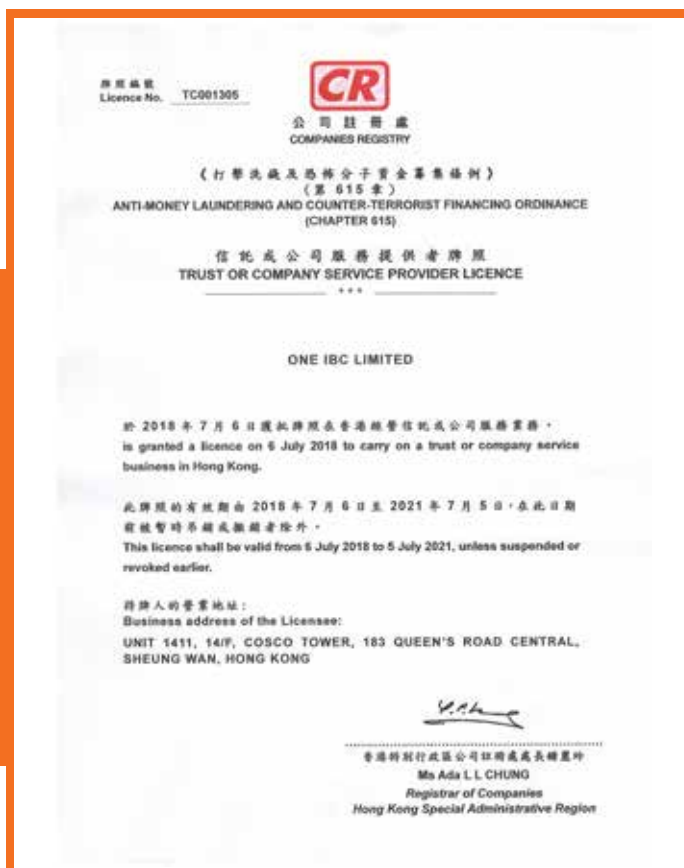 牌照編號
Licence No. TC001305
CR
公司註冊處
COMPANIES REGISTRY
《打擊洗錢及恐怖分子資金籌集條例》
(第 615 章)
ANTI-MONEY LAUNDERING AND COUNTER-TERRORIST FINANCING ORDINANCE
(CHAPTER 615)
信託或公司服務提供者牌照
TRUST OR COMPANY SERVICE PROVIDER LICENCE
***
ONE IBC LIMITED
於 2018 年 7 月 6 日獲批牌照在香港經營信託或公司服務業務。
is granted a licence on 6 July 2018 to carry on a trust or company service
business in Hong Kong.
此牌照的有效期由 2018 年 7 月 6 日至 2021 年 7 月 5 日，在此日期
前被暫時吊銷或撤銷者除外。
This licence shall be valid from 6 July 2018 to 5 July 2021, unless suspended or
revoked earlier.
持牌人的營業地址：
Business address of the Licensee:
UNIT 1411, 14/F, COSCO TOWER, 183 QUEEN'S ROAD CENTRAL,
SHEUNG WAN, HONG KONG
香港特別行政區公司註冊處處長鍾麗玲
Ms Ada L L CHUNG
Registrar of Companies
Hong Kong Special Administrative Region